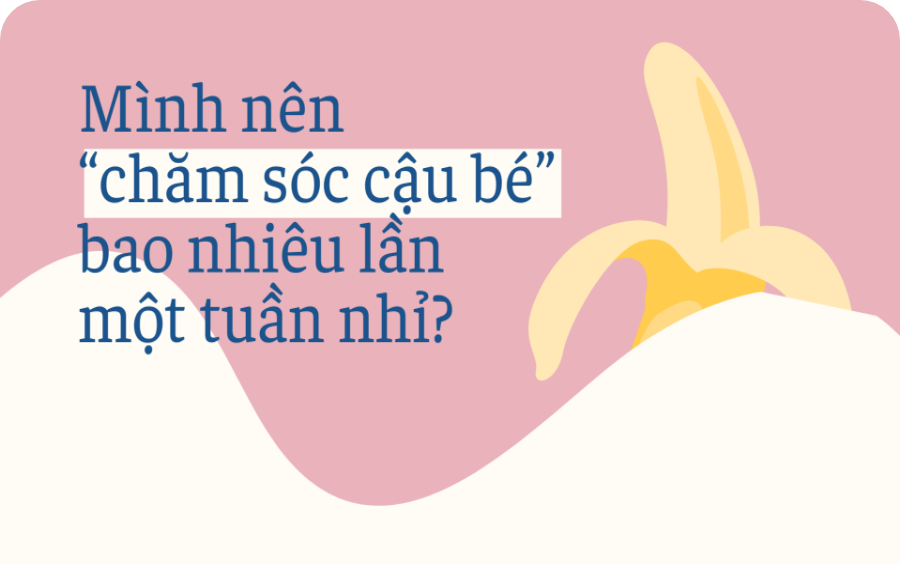 Mình nên
“chăm sóc cậu bé”
bao nhiêu lần
một tuần nhỉ?